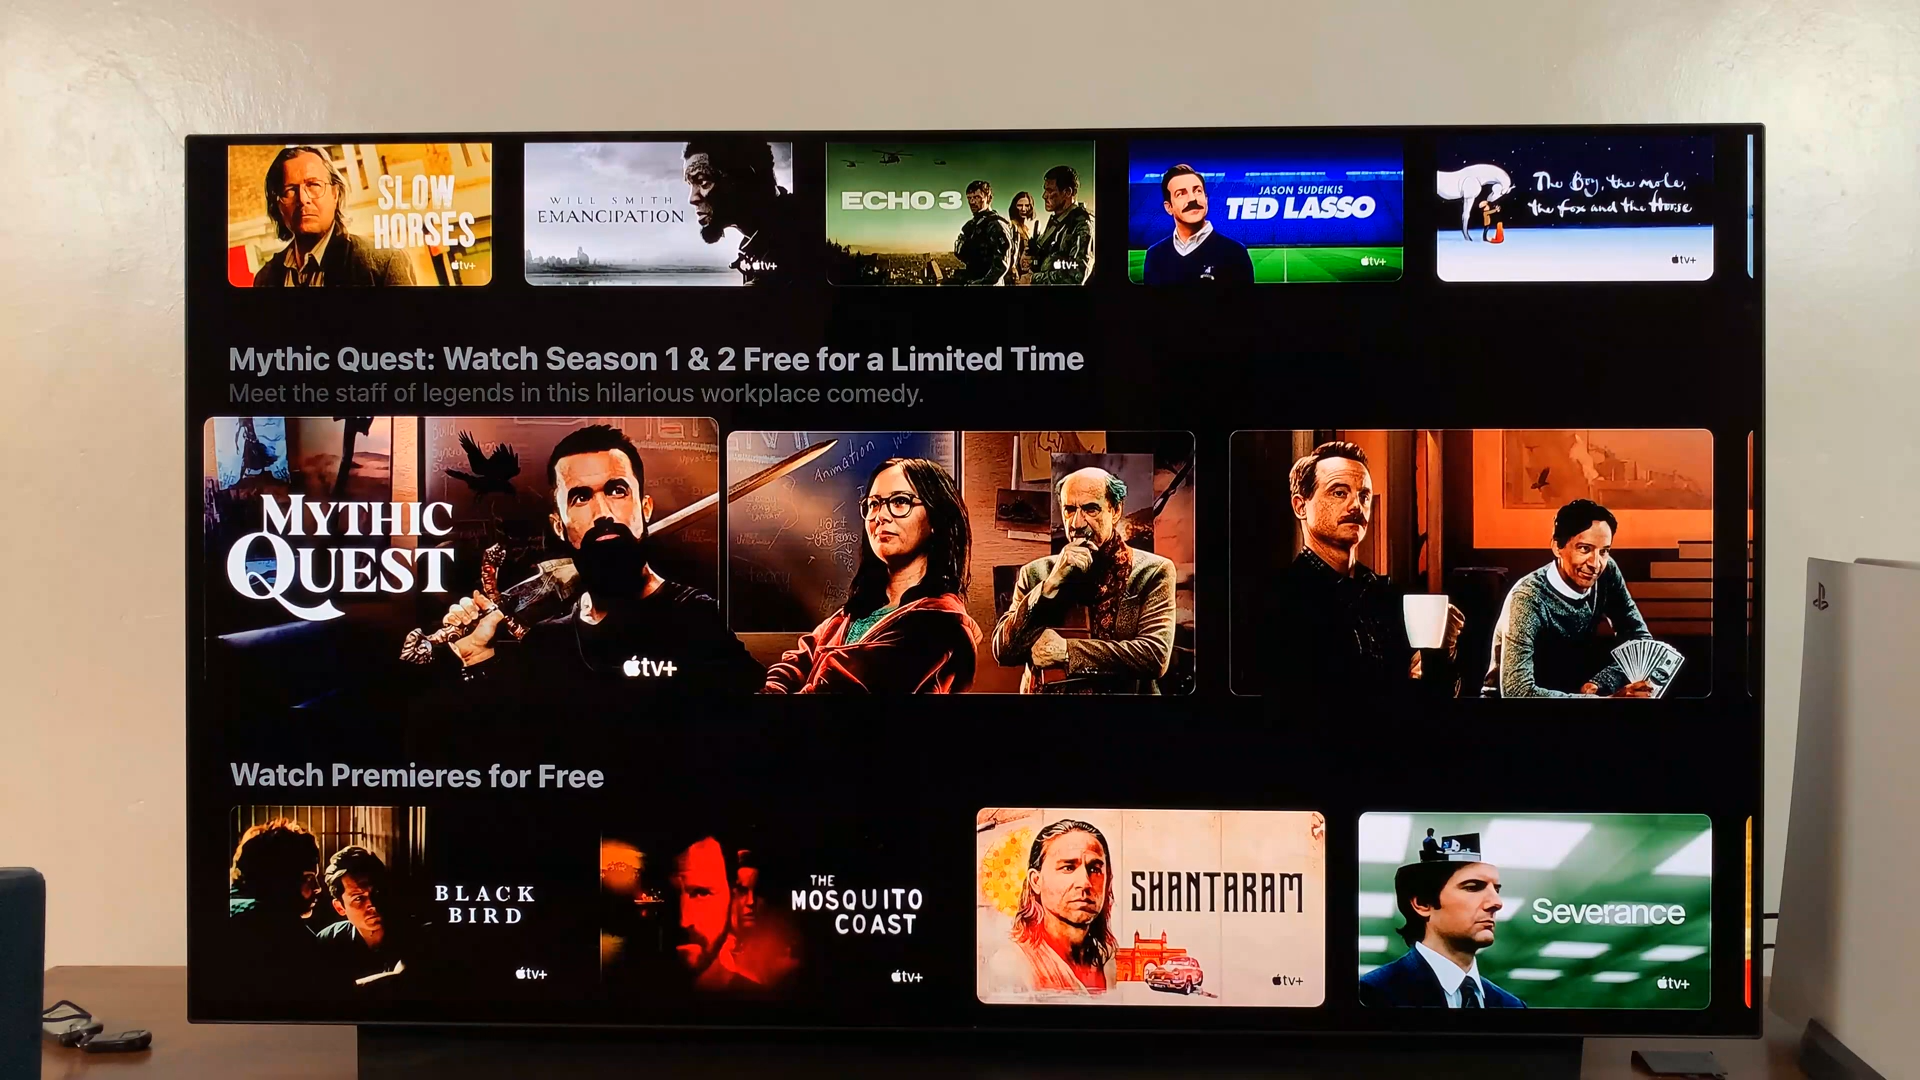 SLOW
HORSES
tv+
WILL SMITH
EMANCIPATION
tv+
ECHO 3
tv+
JASON SUDEIKIS
TED LASSO
tv+
The Boy, the mole,
the fox and the Horse
tv+
Mythic Quest: Watch Season 1 & 2 Free for a Limited Time
Meet the staff of legends in this hilarious workplace comedy.
MYTHIC
QUEST
tv+
Animation
Watch Premieres for Free
BLACK
BIRD
tv+
THE
MOSQUITO
COAST
tv+
SHANTARAM
tv+
Severance
tv+